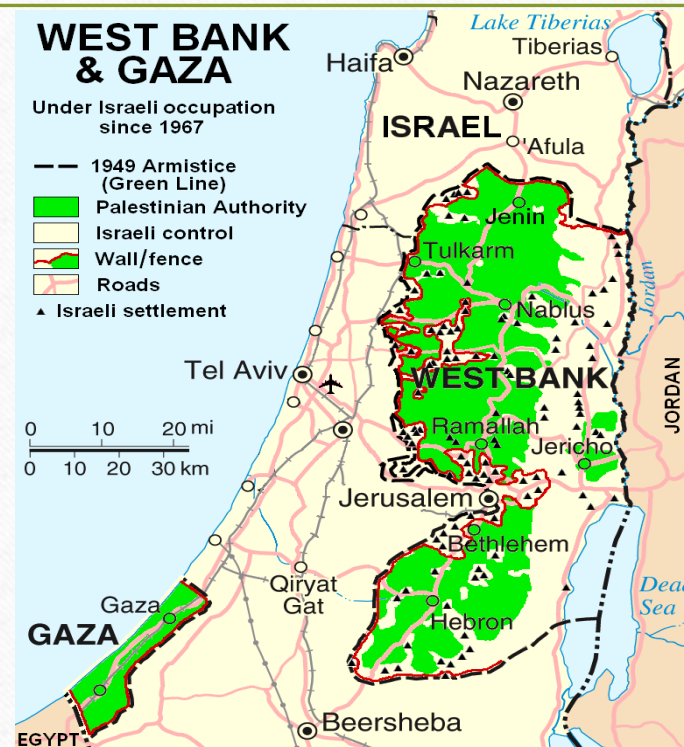 WEST BANK
& GAZA
Under Israeli occupation
since 1967
1949 Armistice
(Green Line)
Palestinian Authority
Israeli control
Wall/fence
Roads
Israeli settlement
Lake Tiberias
Tiberias
Haifa
Nazareth
ISRAEL
'Afula
Jenin
Tulkarm
Nablus
Jordan
Tel Aviv
WEST BANK
JORDAN
0 10 20 mi
0 10 20 30 km
Ramallah
Jericho
Jerusalem
Bethlehem
Qiryat
Gat
Dead
Sea
Gaza
GAZA
Hebron
Beersheba
EGYPT